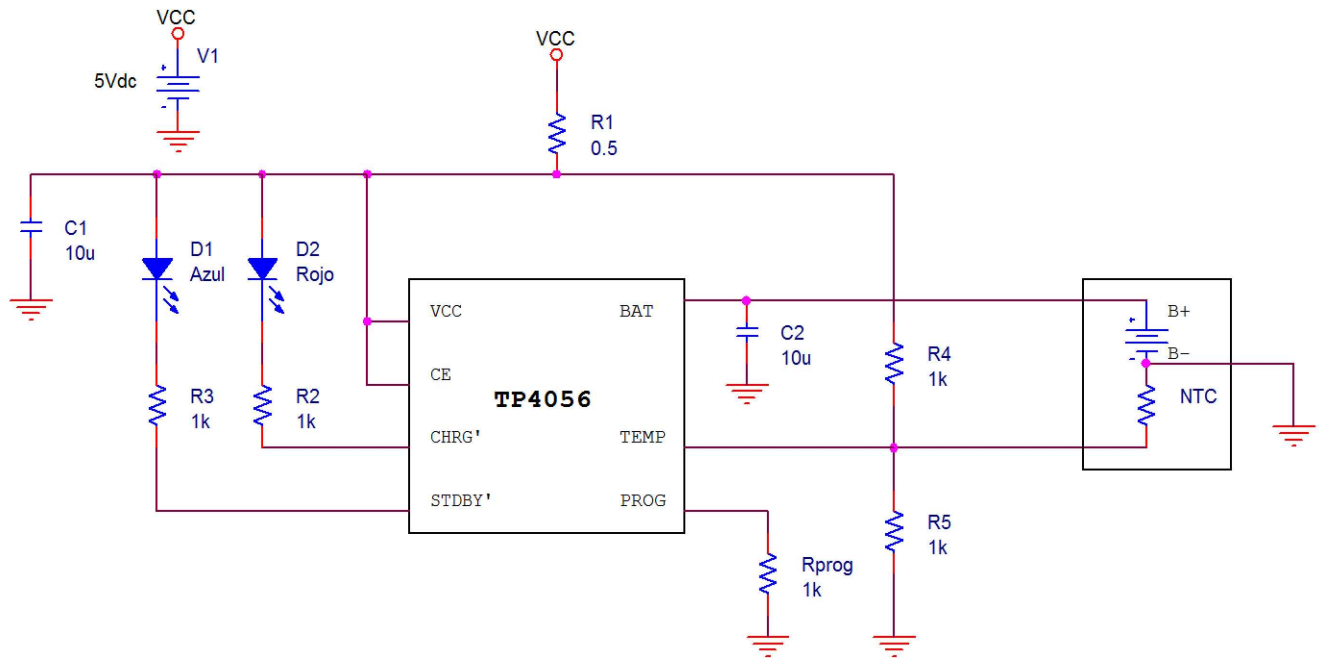 VCC
V1
5Vdc
VCC
R1
0.5
C1
10u
D1
Azul
D2
Rojo
R3
1k
R2
1k
VCC
CE
CHRG'
STDBY'
TP4056
BAT
TEMP
PROG
C2
10u
R4
1k
R5
1k
Rprog
1k
B+
B-
NTC